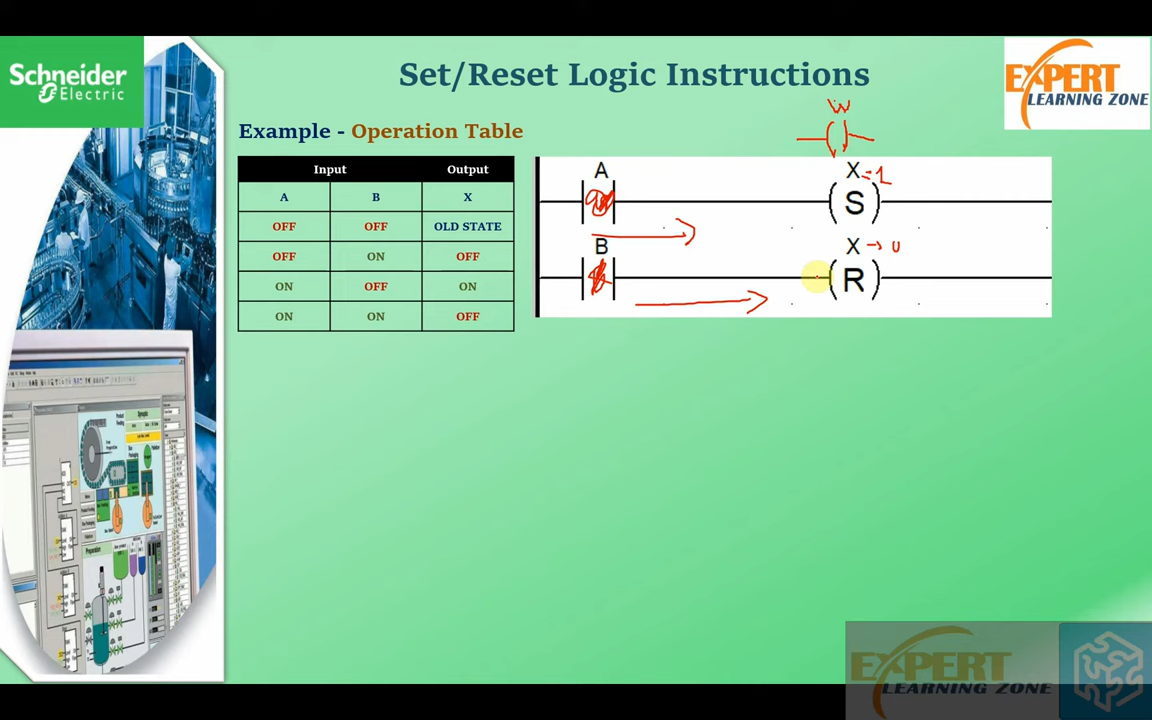 Schneider
Electric
Set/Reset Logic Instructions
EXPERT
LEARNING ZONE
Example - Operation Table
Input Output
A B X
OFF OFF OLD STATE
OFF ON OFF
ON OFF ON
ON ON OFF
A X =1
S
B X → 0
R
EXPERT
LEARNING ZONE